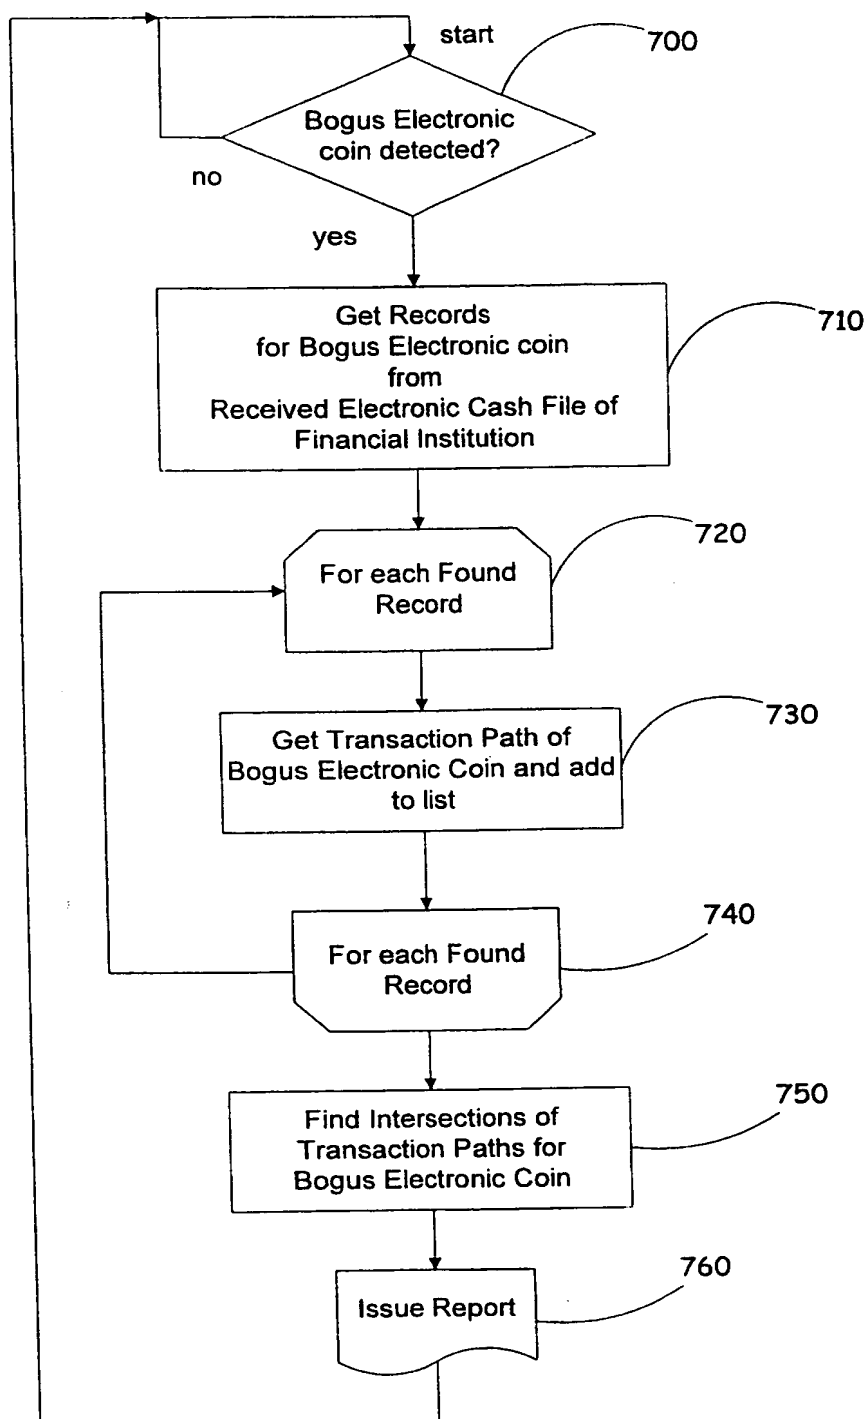 start
700
Bogus Electronic
coin detected?
no
yes
Get Records
for Bogus Electronic coin
from
Received Electronic Cash File of
Financial Institution
710
For each Found
Record
720
Get Transaction Path of
Bogus Electronic Coin and add
to list
730
For each Found
Record
740
Find Intersections of
Transaction Paths for
Bogus Electronic Coin
750
Issue Report
760